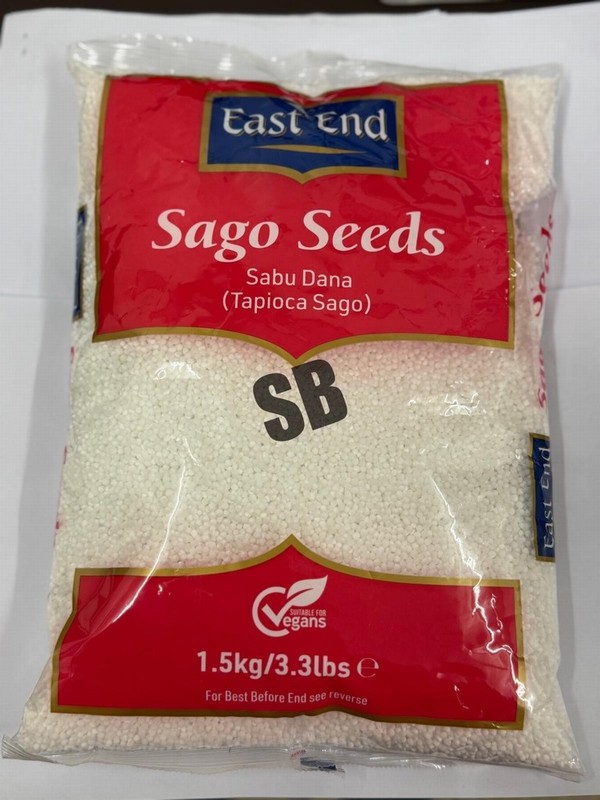 East End
Sago Seeds
Sabu Dana
(Tapioca Sago)
SB
SUITABLE FOR
Vegans
1.5kg/3.3lbs ℮
For Best Before End see reverse
Seeds
East End